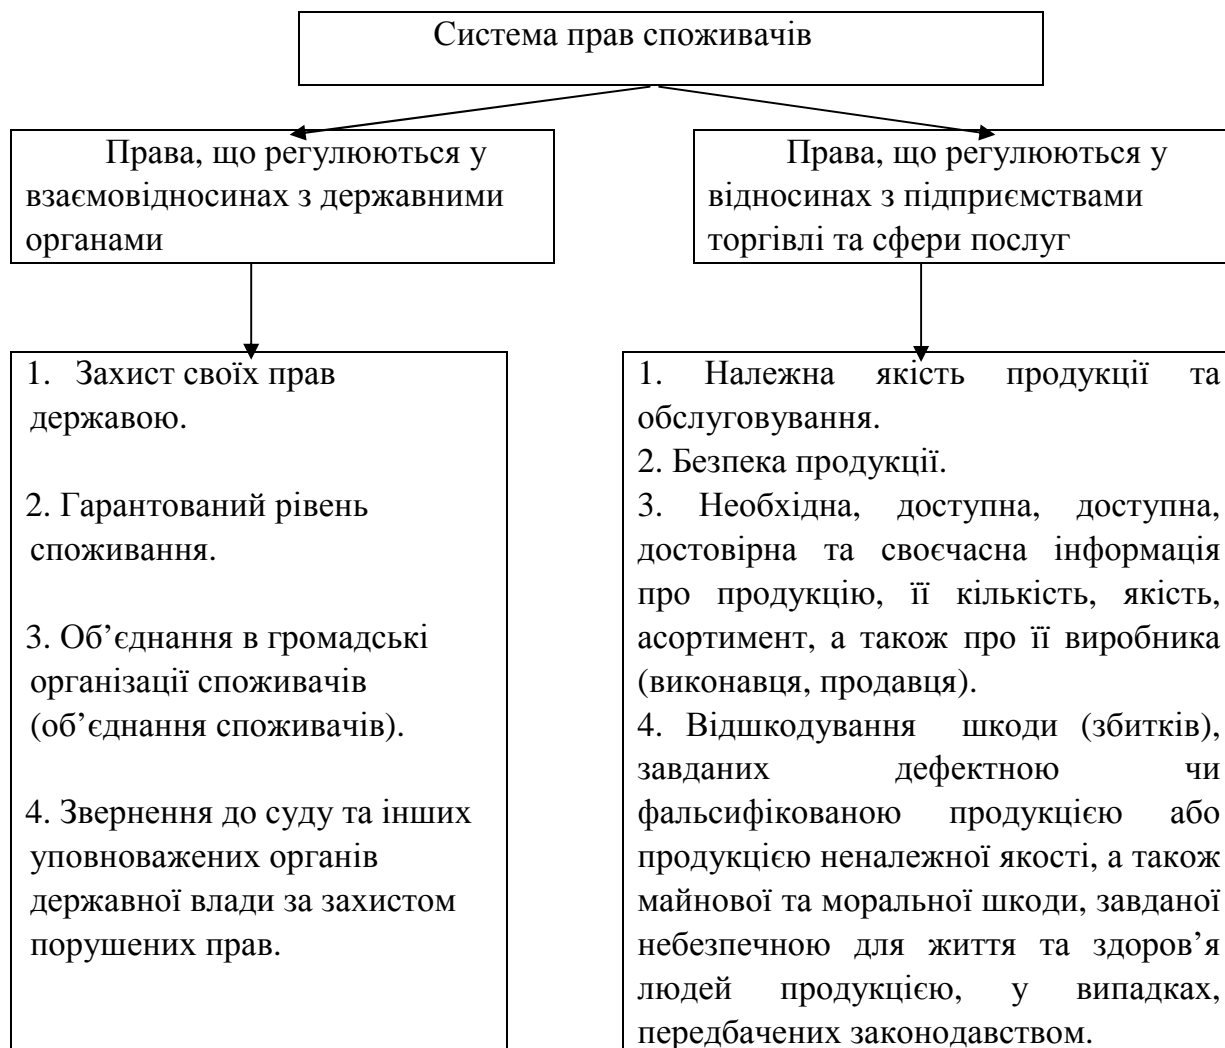 Система прав споживачів
Права, що регулюються у
взаємовідносинах з державними
органами
Права, що регулюються у
відносинах з підприємствами
торгівлі та сфери послуг
1. Захист своїх прав
державою.
2. Гарантований рівень
споживання.
3. Об’єднання в громадські
організації споживачів
(об’єднання споживачів).
4. Звернення до суду та інших
уповноважених органів
державної влади за захистом
порушених прав.
1. Належна якість продукції та
обслуговування.
2. Безпека продукції.
3. Необхідна, доступна, доступна,
достовірна та своєчасна інформація
про продукцію, її кількість, якість,
асортимент, а також про її виробника
(виконавця, продавця).
4. Відшкодування шкоди (збитків),
завданих дефектною чи
фальсифікованою продукцією або
продукцією неналежної якості, а також
майнової та моральної шкоди, завданої
небезпечною для життя та здоров’я
людей продукцією, у випадках,
передбачених законодавством.